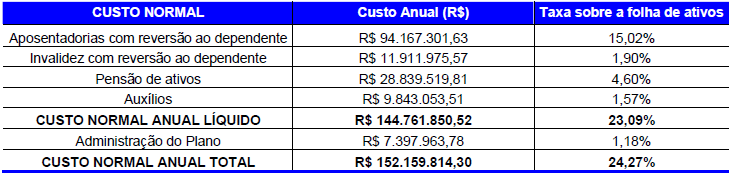 CUSTO NORMAL Custo Anual (R$) Taxa sobre a folha de ativos
Aposentadorias com reversão ao dependente R$ 94.167.301,63 15,02%
Invalidez com reversão ao dependente R$ 11.911.975,57 1,90%
Pensão de ativos R$ 28.839.519,81 4,60%
Auxílios R$ 9.843.053,51 1,57%
CUSTO NORMAL ANUAL LÍQUIDO R$ 144.761.850,52 23,09%
Administração do Plano R$ 7.397.963,78 1,18%
CUSTO NORMAL ANUAL TOTAL R$ 152.159.814,30 24,27%